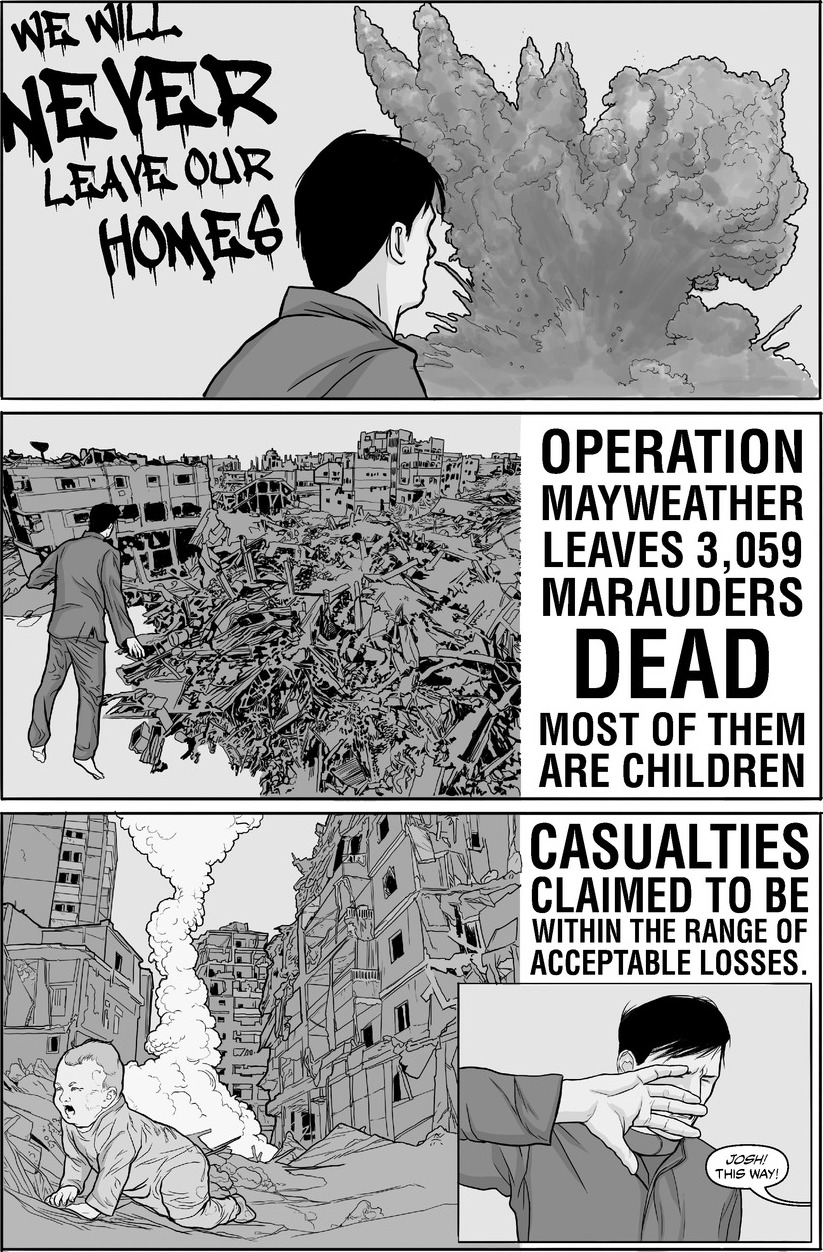 WE WILL
NEVER
LEAVE OUR
HOMES
OPERATION
MAYWEATHER
LEAVES 3,059
MARAUDERS
DEAD
MOST OF THEM
ARE CHILDREN
CASUALTIES
CLAIMED TO BE
WITHIN THE RANGE OF
ACCEPTABLE LOSSES.
JOSH!
THIS WAY!